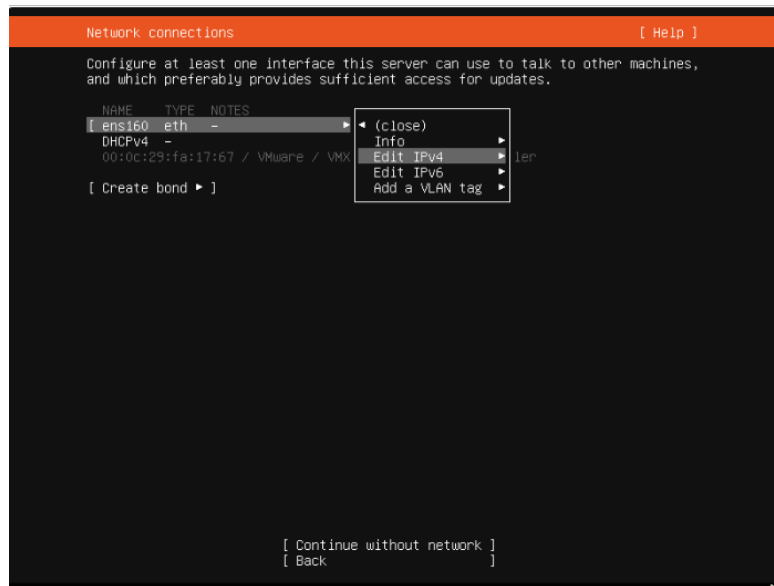 Network connections [ Help ]
Configure at least one interface this server can use to talk to other machines,
and which preferably provides sufficient access for updates.
NAME TYPE NOTES
[ ens160 eth - ▸ ◂ (close)
Info ▸
DHCPv4 -
00:0c:29:fa:17:67 / VMware / VMX Edit IPv4 ▸ ler
Edit IPv6 ▸
[ Create bond ▸ ] Add a VLAN tag ▸
[ Continue without network ]
[ Back ]